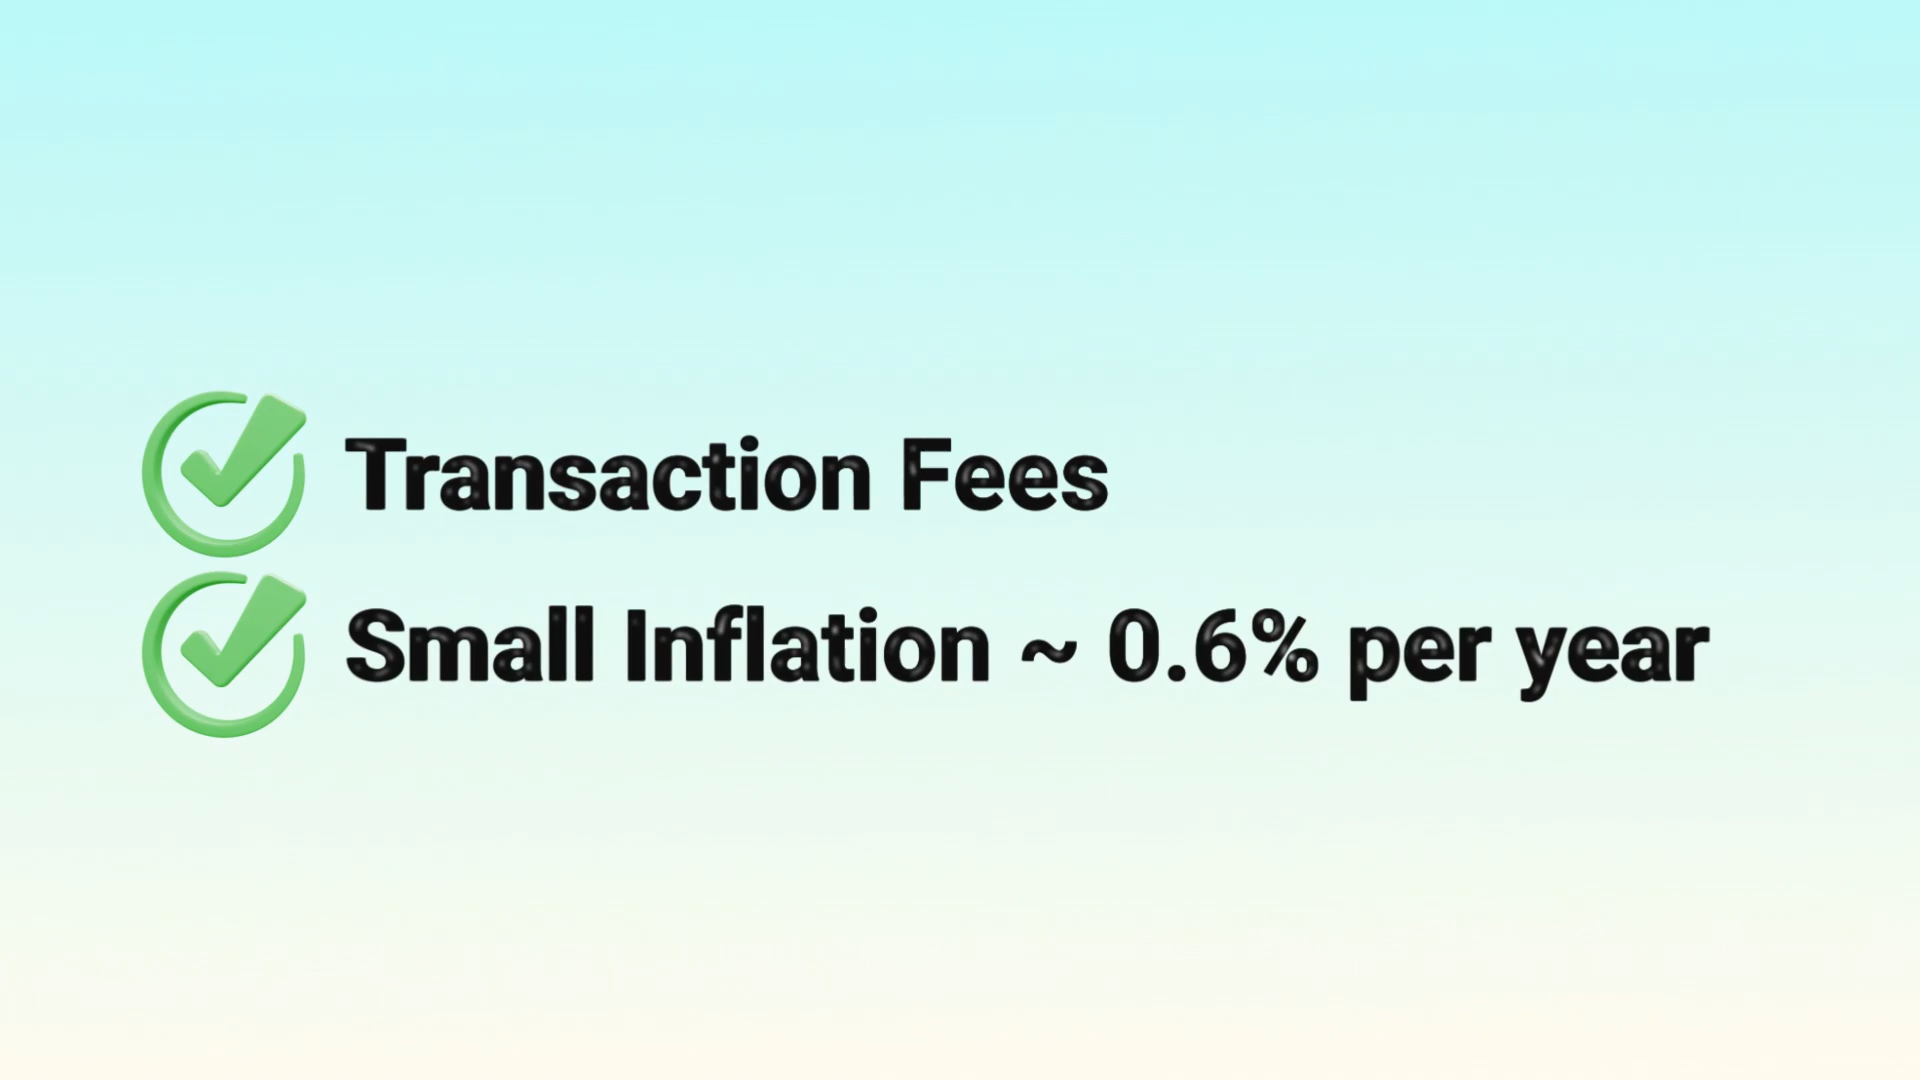 Transaction Fees
Small Inflation ~ 0.6% per year